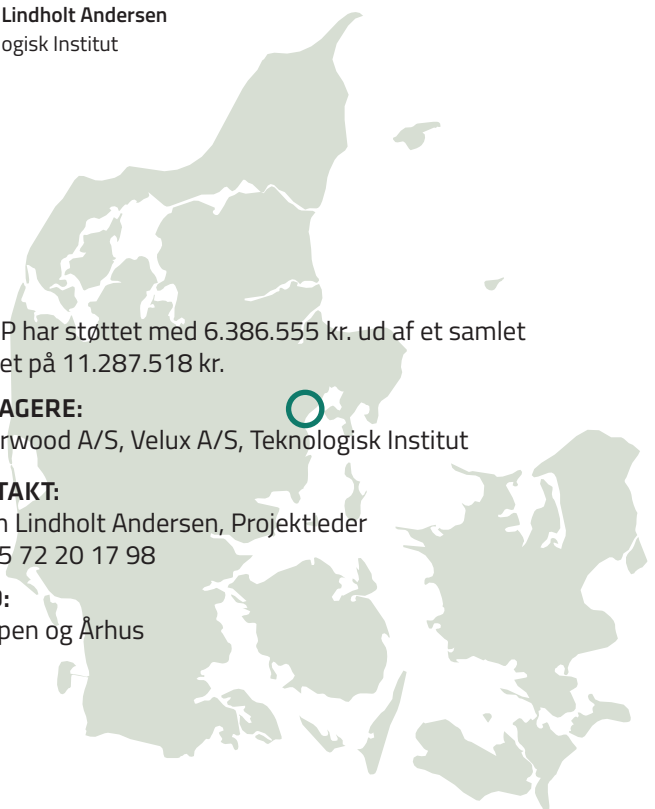 Lindholt Andersen
ogisk Institut
P har støttet med 6.386.555 kr. ud af et samlet
et på 11.287.518 kr.
AGERE:
rwood A/S, Velux A/S, Teknologisk Institut
TAKT:
n Lindholt Andersen, Projektleder
5 72 20 17 98
D:
pen og Århus